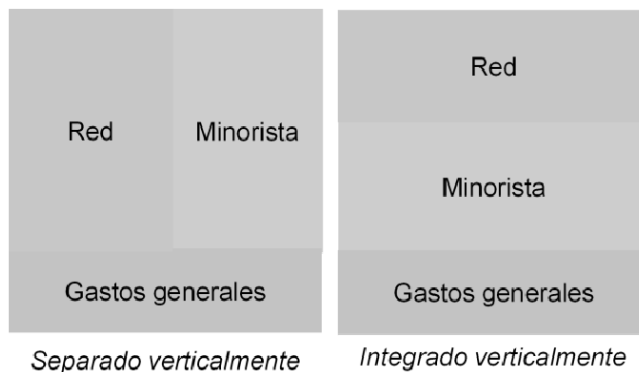 Red
Minorista
Gastos generales
Separado verticalmente
Red
Minorista
Gastos generales
Integrado verticalmente